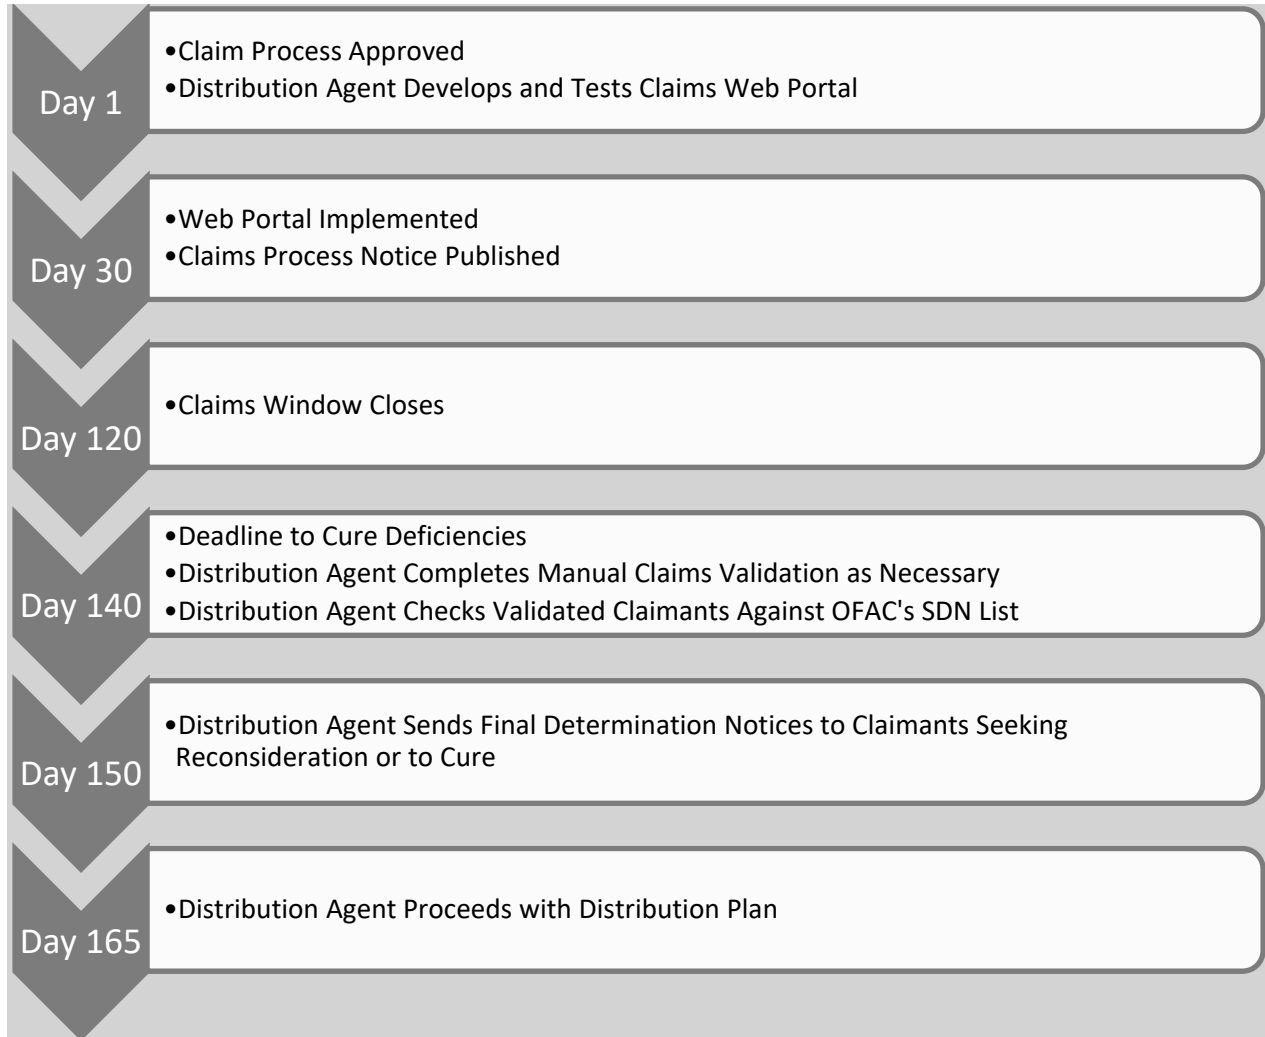 Day 1
•Claim Process Approved
•Distribution Agent Develops and Tests Claims Web Portal
Day 30
•Web Portal Implemented
•Claims Process Notice Published
Day 120
•Claims Window Closes
Day 140
•Deadline to Cure Deficiencies
•Distribution Agent Completes Manual Claims Validation as Necessary
•Distribution Agent Checks Validated Claimants Against OFAC's SDN List
Day 150
•Distribution Agent Sends Final Determination Notices to Claimants Seeking
Reconsideration or to Cure
Day 165
•Distribution Agent Proceeds with Distribution Plan